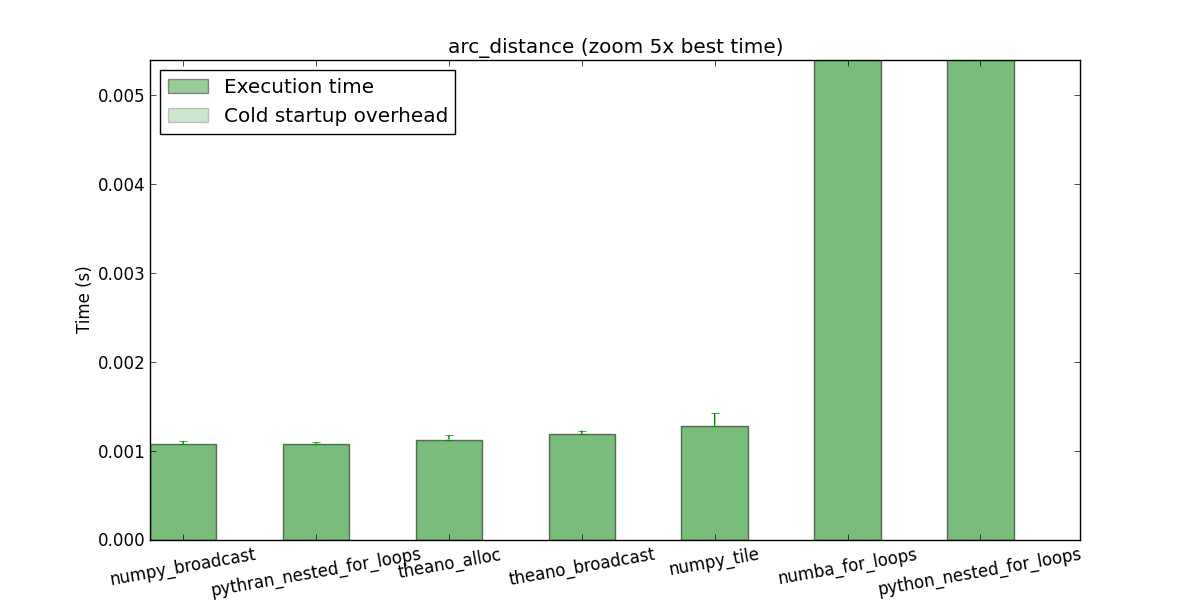 arc_distance (zoom 5x best time)
Execution time
Cold startup overhead
Time (s)
0.005
0.004
0.003
0.002
0.001
0.000
numpy_broadcast
pythran_nested_for_loops
theano_alloc
theano_broadcast
numpy_tile
numba_for_loops
python_nested_for_loops